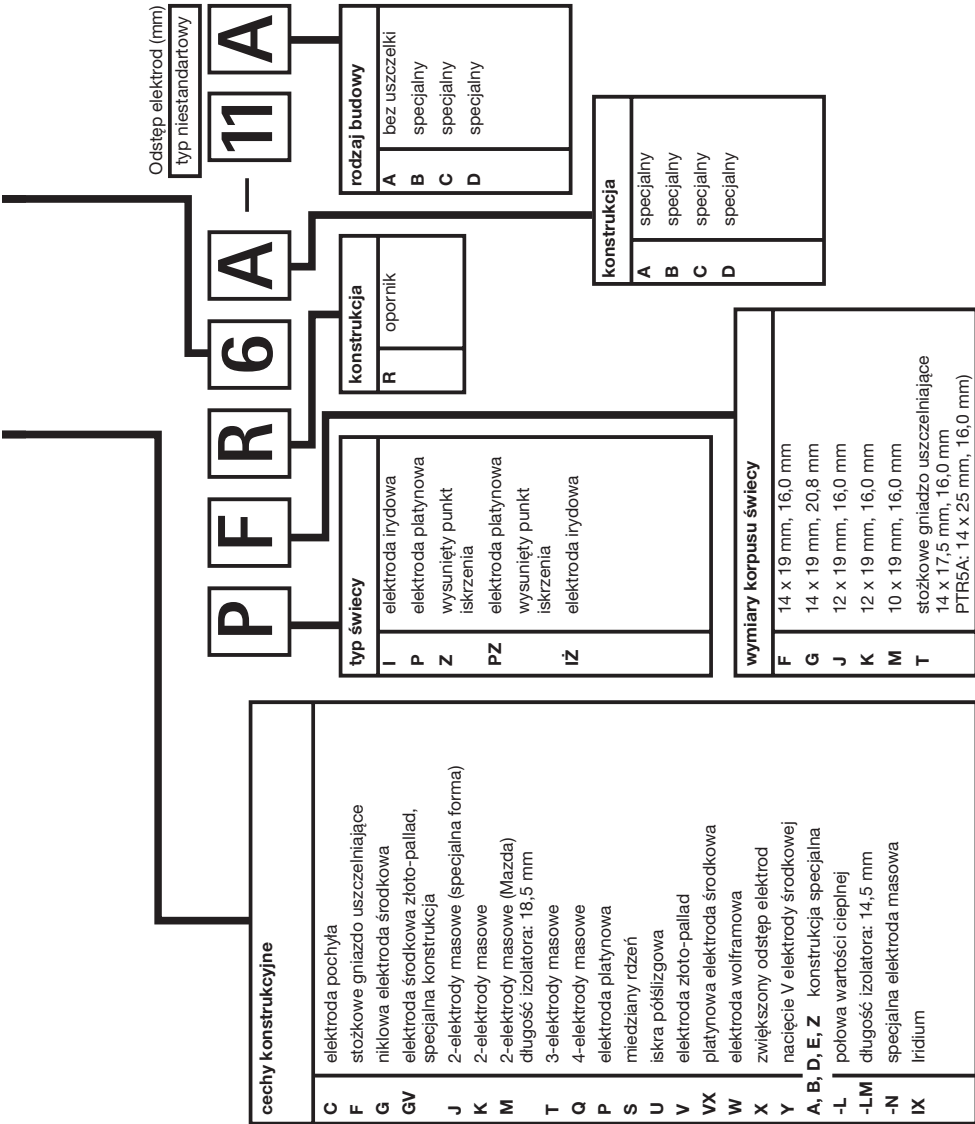 Odstęp elektrod (mm)
typ niestandartowy
P F R 6 A – 11 A
cechy konstrukcyjne
C elektroda pochyła
F stożkowe gniazdo uszczelniające
G niklowa elektroda środkowa
GV elektroda środkowa złoto-pallad,
specjalna konstrukcja
J 2-elektrody masowe (specjalna forma)
K 2-elektrody masowe
M 2-elektrody masowe (Mazda)
długość izolatora: 18,5 mm
T 3-elektrody masowe
Q 4-elektrody masowe
P elektroda platynowa
S miedziany rdzeń
U iskra półślizgowa
V elektroda złoto-pallad
VX platynowa elektroda środkowa
W elektroda wolframowa
X zwiększony odstęp elektrod
Y nacięcie V elektrody środkowej
A, B, D, E, Z konstrukcja specjalna
-L połowa wartości cieplnej
-LM długość izolatora: 14,5 mm
-N specjalna elektroda masowa
IX Iridium
typ świecy
I elektroda irydowa
P elektroda platynowa
Z wysunięty punkt
iskrzenia
PZ elektroda platynowa
wysunięty punkt
iskrzenia
IŻ elektroda irydowa
wymiary korpusu świecy
F 14 x 19 mm, 16,0 mm
G 14 x 19 mm, 20,8 mm
J 12 x 19 mm, 16,0 mm
K 12 x 19 mm, 16,0 mm
M 10 x 19 mm, 16,0 mm
T stożkowe gniadzo uszczelniające
14 x 17,5 mm, 16,0 mm
PTR5A: 14 x 25 mm, 16,0 mm)
konstrukcja
R opornik
konstrukcja
A specjalny
B specjalny
C specjalny
D specjalny
rodzaj budowy
A bez uszczelki
B specjalny
C specjalny
D specjalny